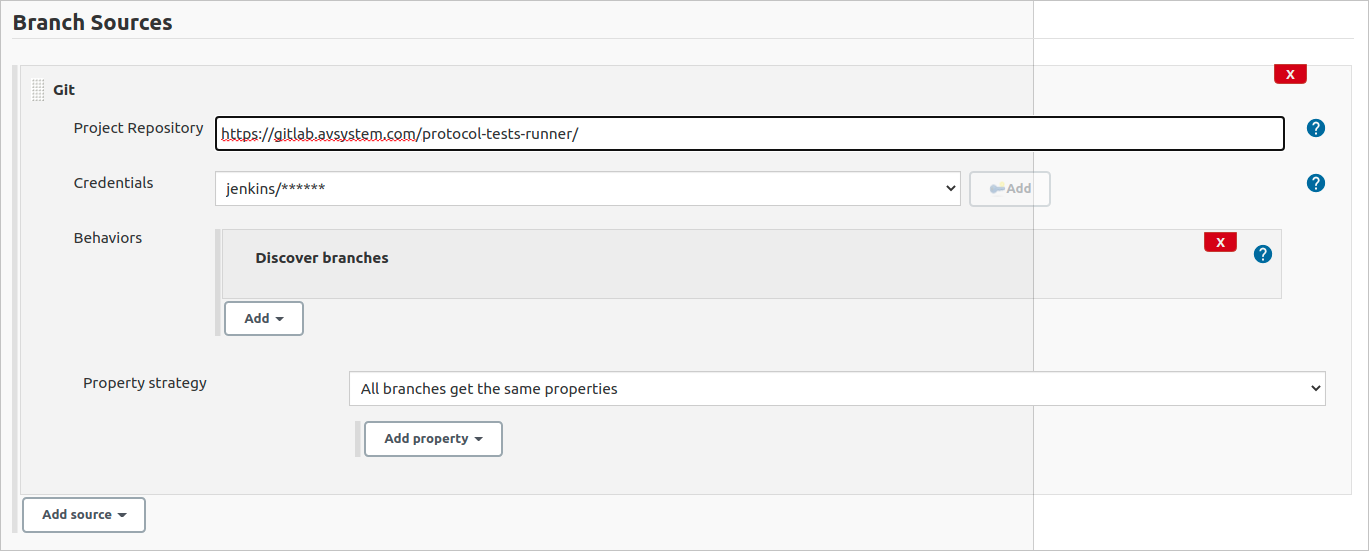 Branch Sources
X
Git
Project Repository
https://gitlab.avsystem.com/protocol-tests-runner/
?
Credentials
jenkins/******
Add
?
Behaviors
X
Discover branches
?
Add
Property strategy
All branches get the same properties
Add property
Add source